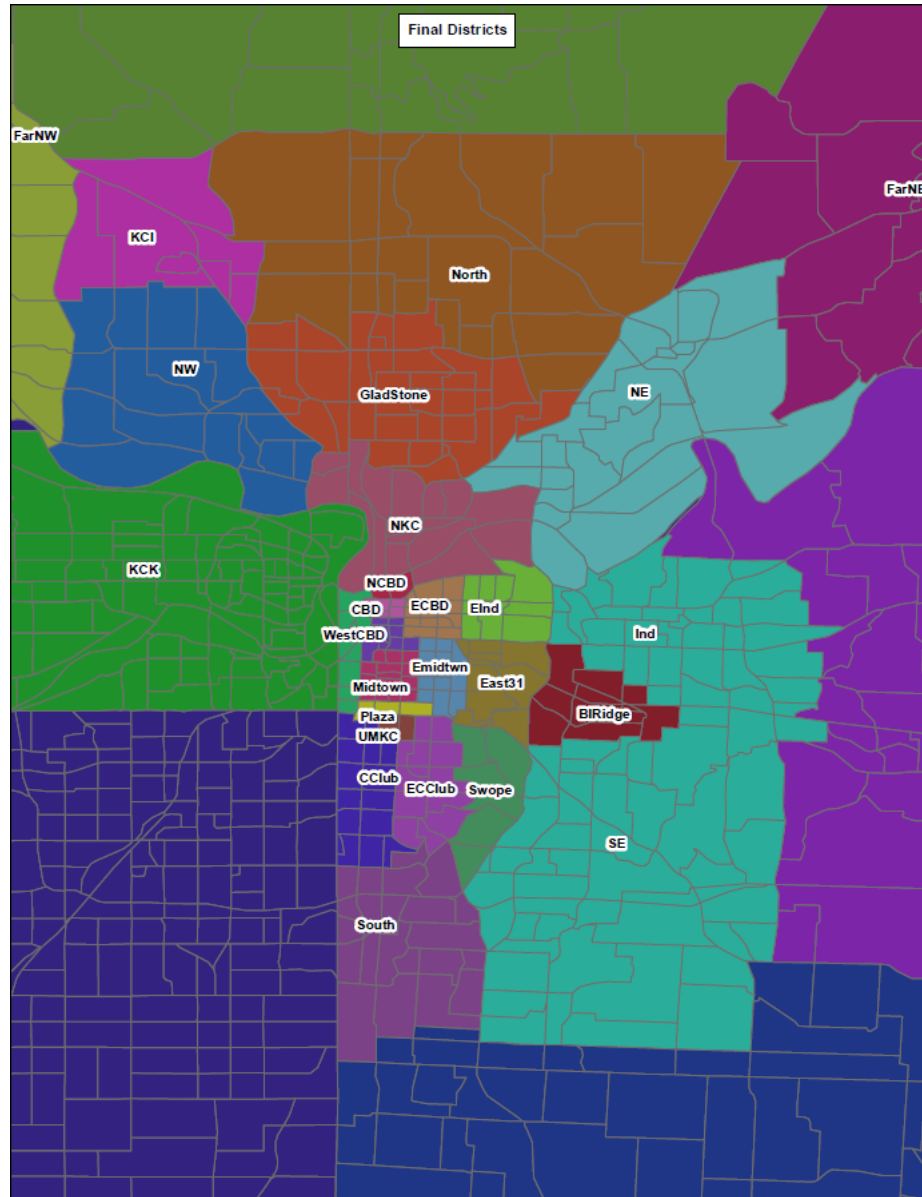 Final Districts
FarNW
FarNE
KCI
North
NW
NE
GladStone
NKC
KCK
NCBD
CBD
ECBD
EInd
WestCBD
Ind
Emidtwn
Midtown
East31
Plaza
BlRidge
UMKC
CClub
ECClub
Swope
SE
South